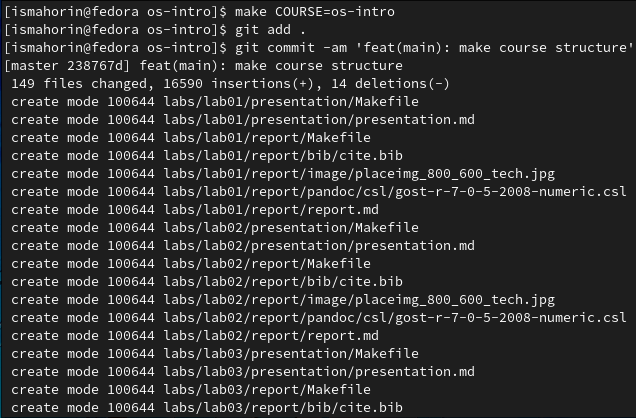 [ismahorin@fedora os-intro]$ make COURSE=os-intro
[ismahorin@fedora os-intro]$ git add .
[ismahorin@fedora os-intro]$ git commit -am 'feat(main): make course structure'
[master 238767d] feat(main): make course structure
 149 files changed, 16590 insertions(+), 14 deletions(-)
 create mode 100644 labs/lab01/presentation/Makefile
 create mode 100644 labs/lab01/presentation/presentation.md
 create mode 100644 labs/lab01/report/Makefile
 create mode 100644 labs/lab01/report/bib/cite.bib
 create mode 100644 labs/lab01/report/image/placeimg_800_600_tech.jpg
 create mode 100644 labs/lab01/report/pandoc/csl/gost-r-7-0-5-2008-numeric.csl
 create mode 100644 labs/lab01/report/report.md
 create mode 100644 labs/lab02/presentation/Makefile
 create mode 100644 labs/lab02/presentation/presentation.md
 create mode 100644 labs/lab02/report/Makefile
 create mode 100644 labs/lab02/report/bib/cite.bib
 create mode 100644 labs/lab02/report/image/placeimg_800_600_tech.jpg
 create mode 100644 labs/lab02/report/pandoc/csl/gost-r-7-0-5-2008-numeric.csl
 create mode 100644 labs/lab02/report/report.md
 create mode 100644 labs/lab03/presentation/Makefile
 create mode 100644 labs/lab03/presentation/presentation.md
 create mode 100644 labs/lab03/report/Makefile
 create mode 100644 labs/lab03/report/bib/cite.bib